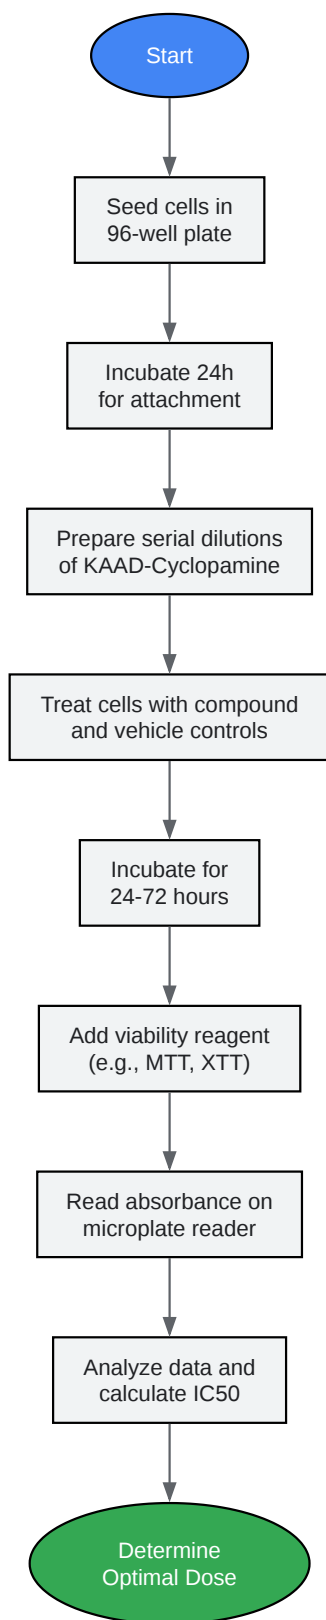 Start
Seed cells in
96-well plate
Incubate 24h
for attachment
Prepare serial dilutions
of KAAD-Cyclopamine
Treat cells with compound
and vehicle controls
Incubate for
24-72 hours
Add viability reagent
(e.g., MTT, XTT)
Read absorbance on
microplate reader
Analyze data and
calculate IC50
Determine
Optimal Dose